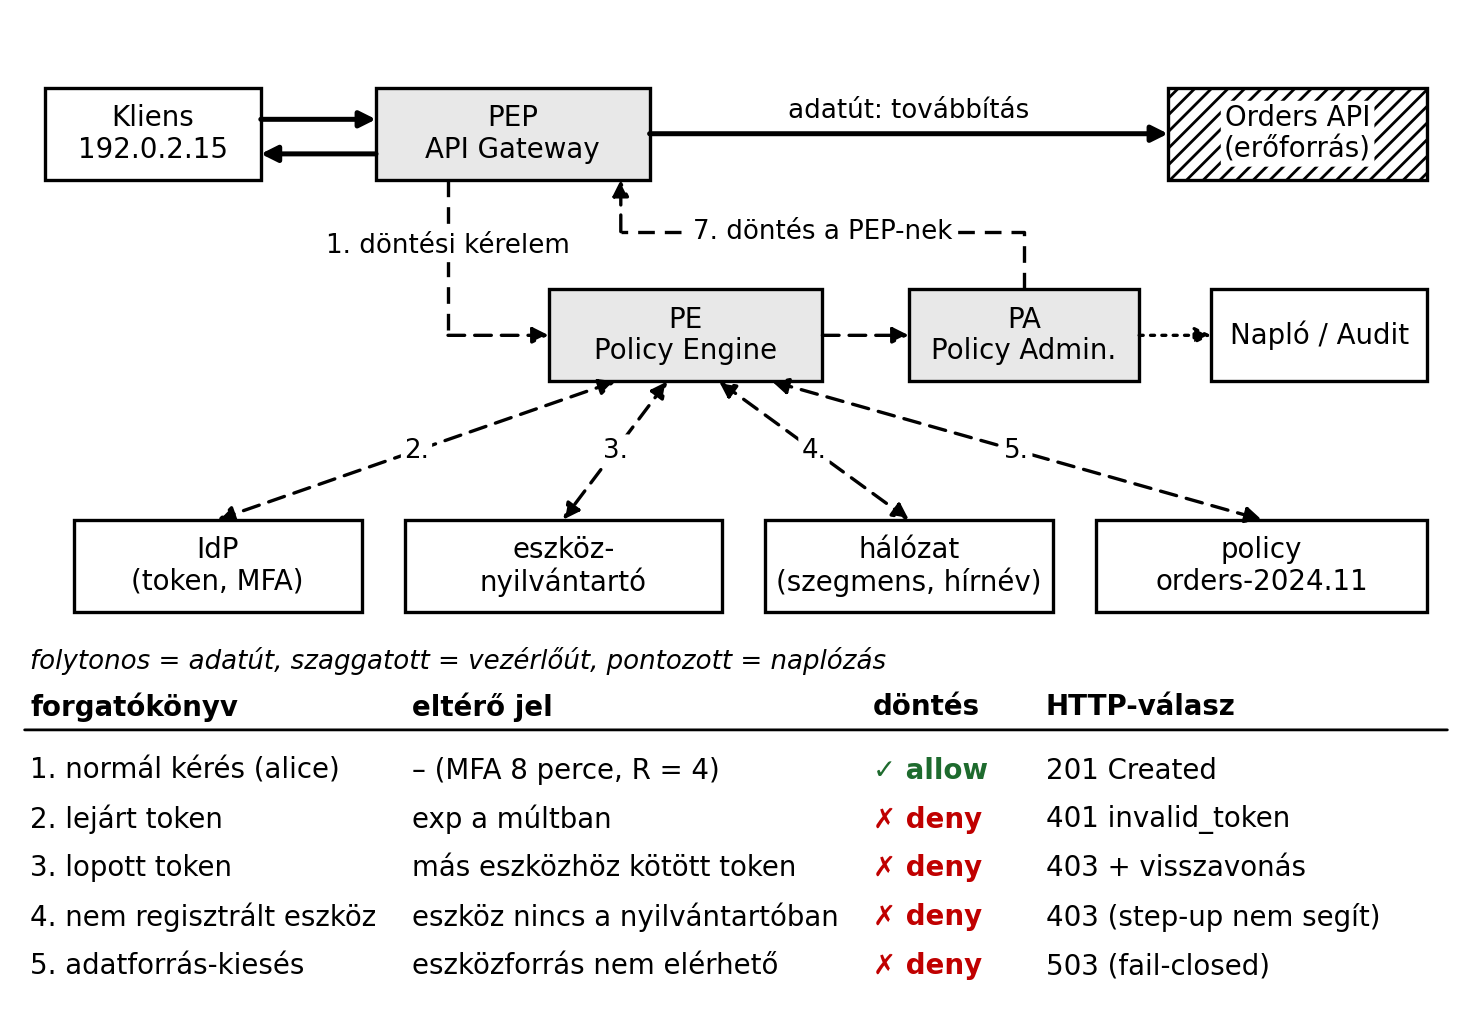 Kliens
192.0.2.15
PEP
API Gateway
adatút: továbbítás
Orders API
(erőforrás)
1. döntési kérelem
7. döntés a PEP-nek
PE
Policy Engine
PA
Policy Admin.
Napló / Audit
2.
3.
4.
5.
IdP
(token, MFA)
eszköz-
nyilvántartó
hálózat
(szegmens, hírnév)
policy
orders-2024.11
folytonos = adatút, szaggatott = vezérlőút, pontozott = naplózás
forgatókönyv eltérő jel döntés HTTP-válasz
1. normál kérés (alice) – (MFA 8 perce, R = 4) ✓ allow 201 Created
2. lejárt token exp a múltban ✗ deny 401 invalid_token
3. lopott token más eszközhöz kötött token ✗ deny 403 + visszavonás
4. nem regisztrált eszköz eszköz nincs a nyilvántartóban ✗ deny 403 (step-up nem segít)
5. adatforrás-kiesés eszközforrás nem elérhető ✗ deny 503 (fail-closed)